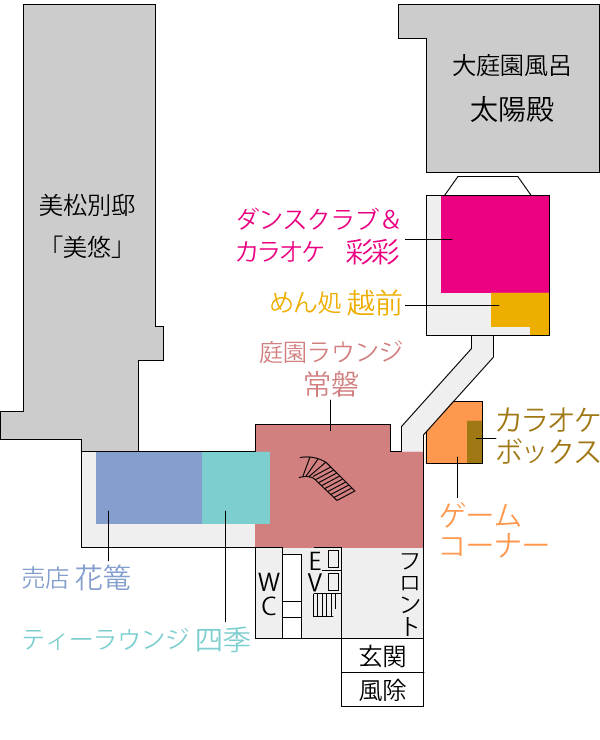 大庭園風呂
太陽殿
美松別邸
「美悠」
ダンスクラブ&
カラオケ 彩彩
めん処 越前
庭園ラウンジ
常磐
カラオケ
ボックス
ゲーム
コーナー
売店 花篭
ティーラウンジ 四季
WC
EV
フロント
玄関
風除